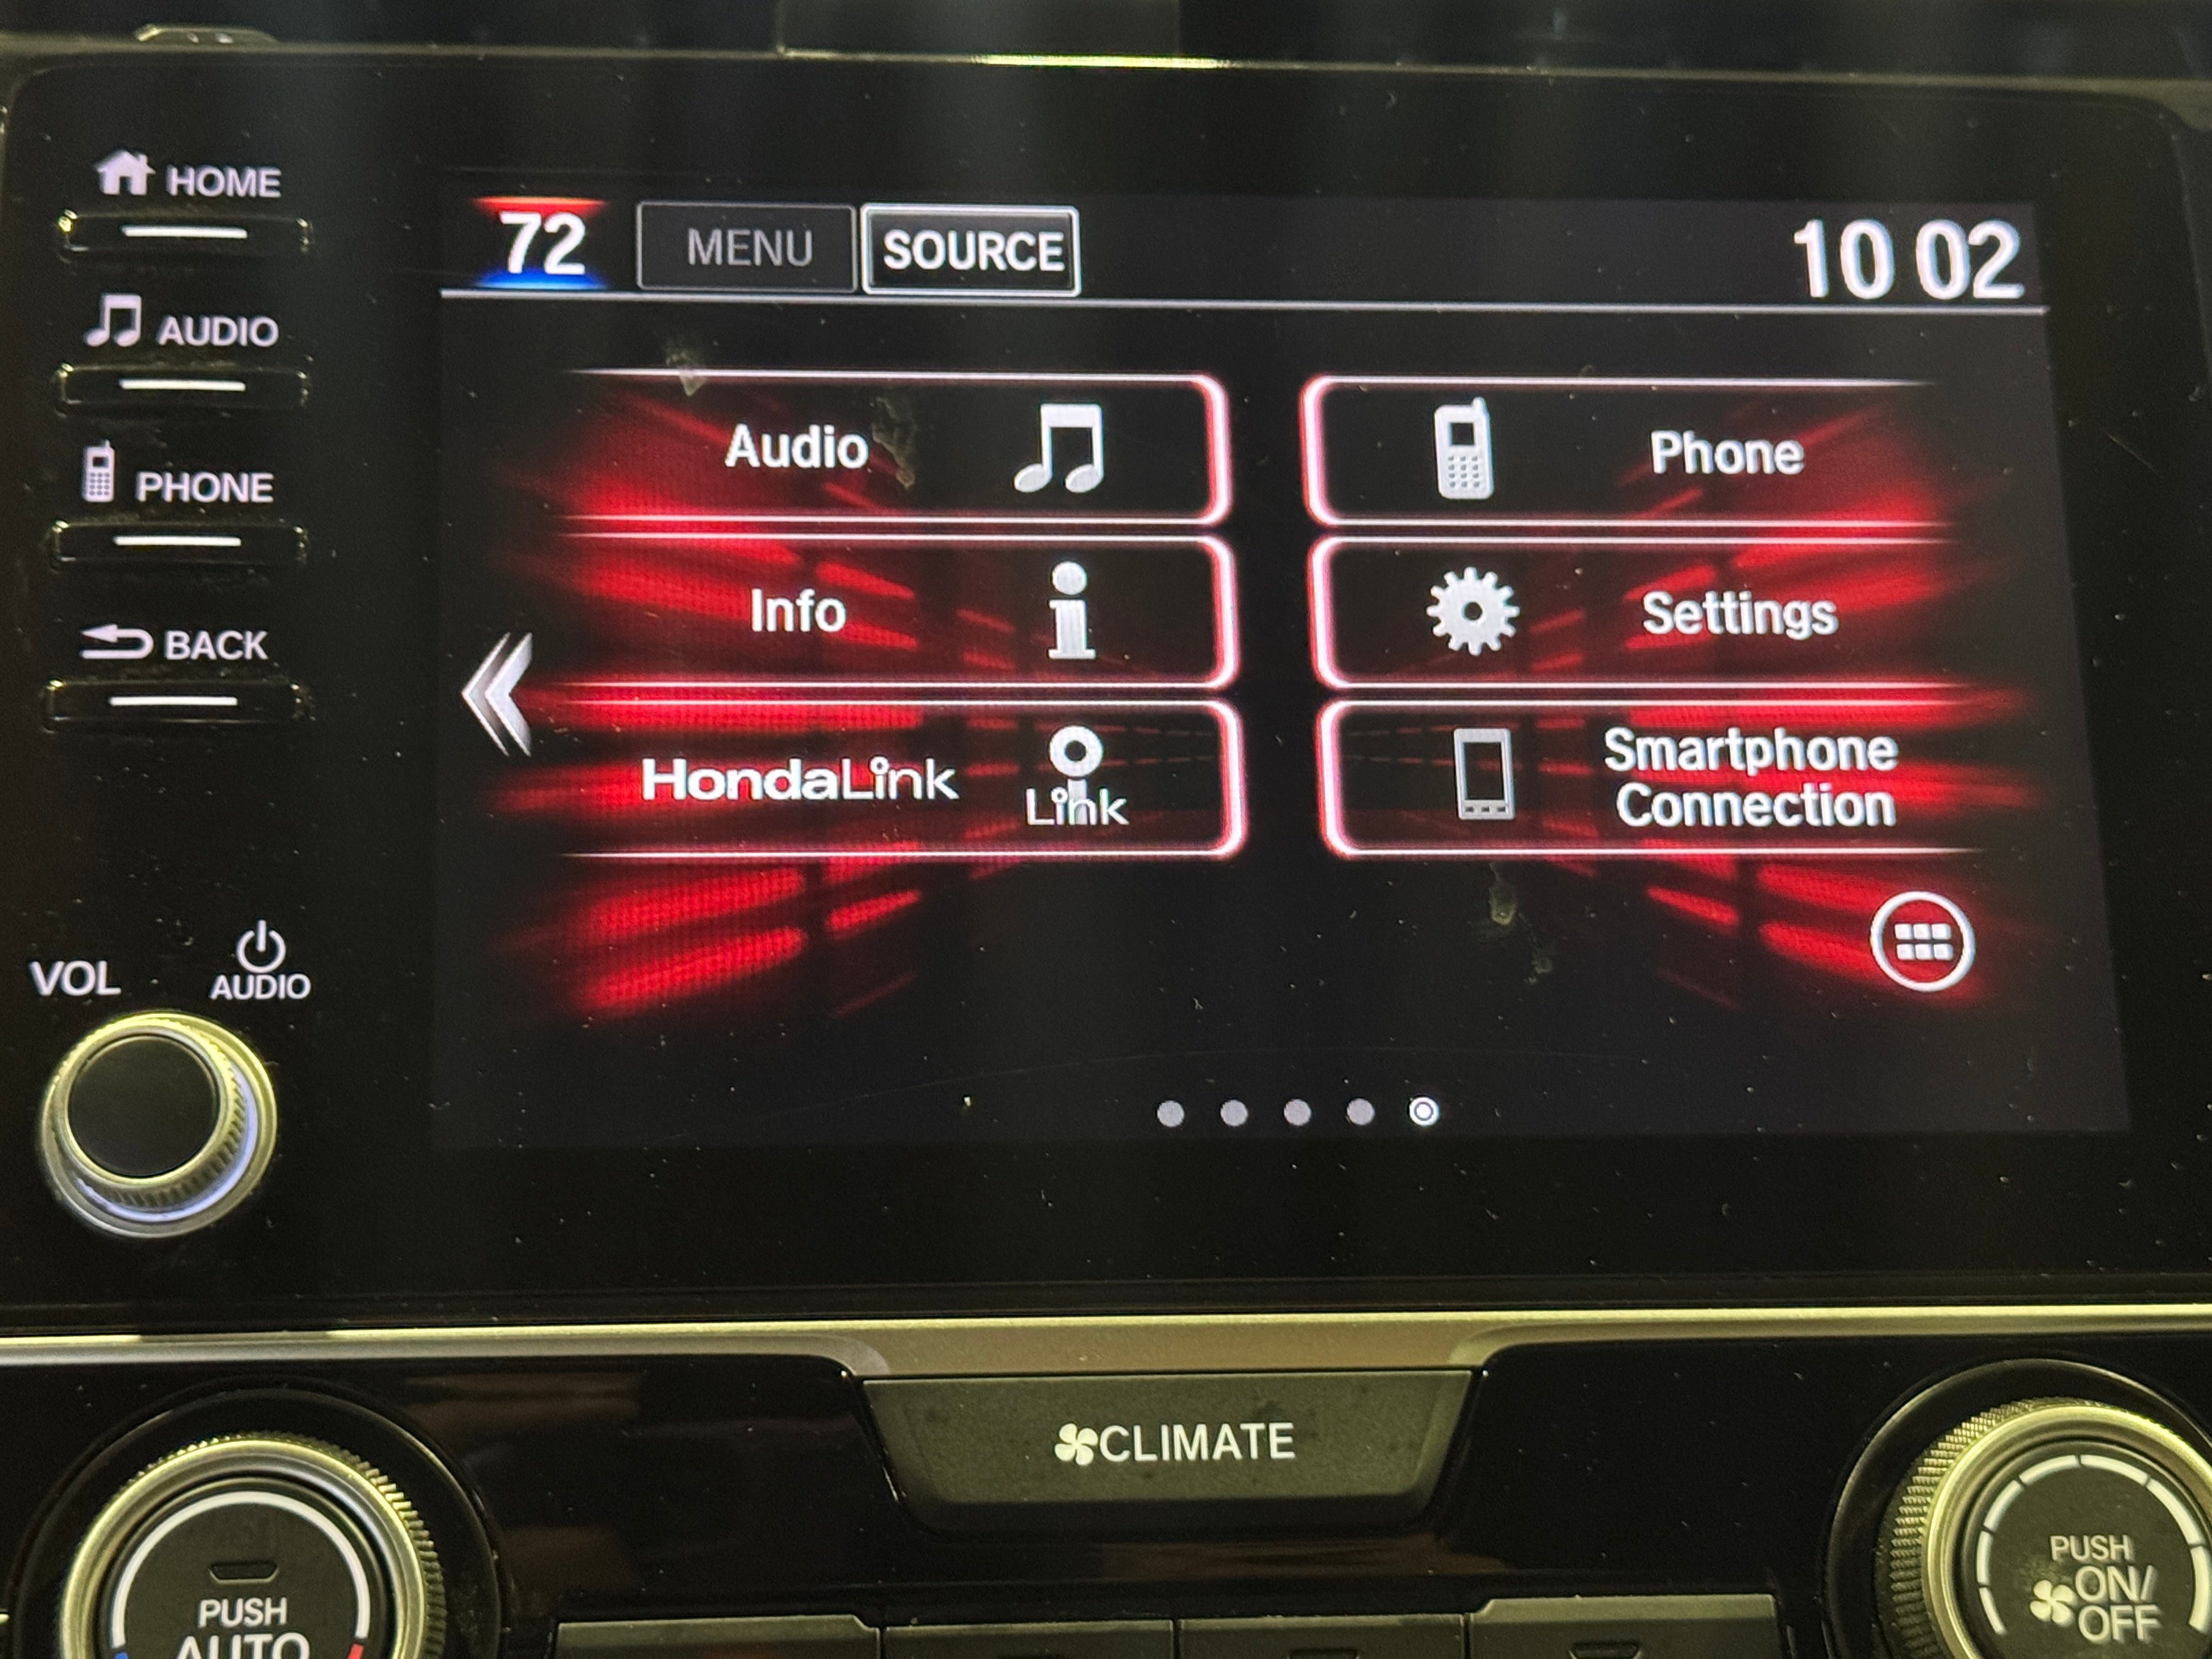 HOME
72
MENU
SOURCE
10 02
AUDIO
PHONE
BACK
Audio
Phone
Info
Settings
HondaLink
Link
Smartphone
Connection
VOL
AUDIO
CLIMATE
PUSH
AUTO
PUSH
ON/
OFF